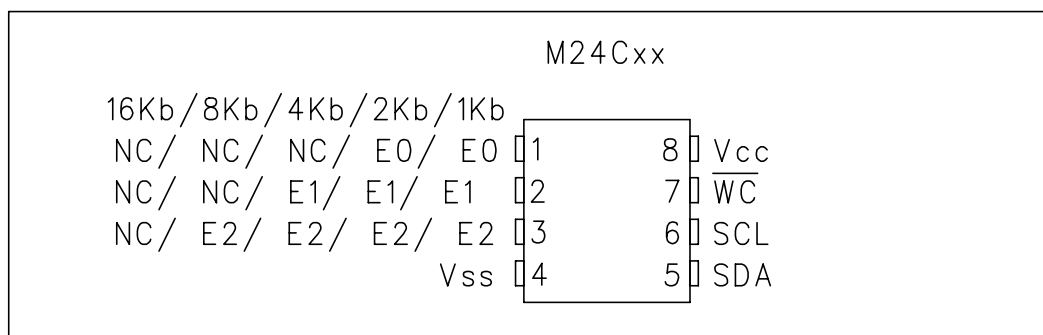 M24Cxx
16Kb/8Kb/4Kb/2Kb/1Kb
NC/ NC/ NC/ E0/ E0 1 8 Vcc
NC/ NC/ E1/ E1/ E1 2 7 W̅C̅
NC/ E2/ E2/ E2/ E2 3 6 SCL
Vss 4 5 SDA